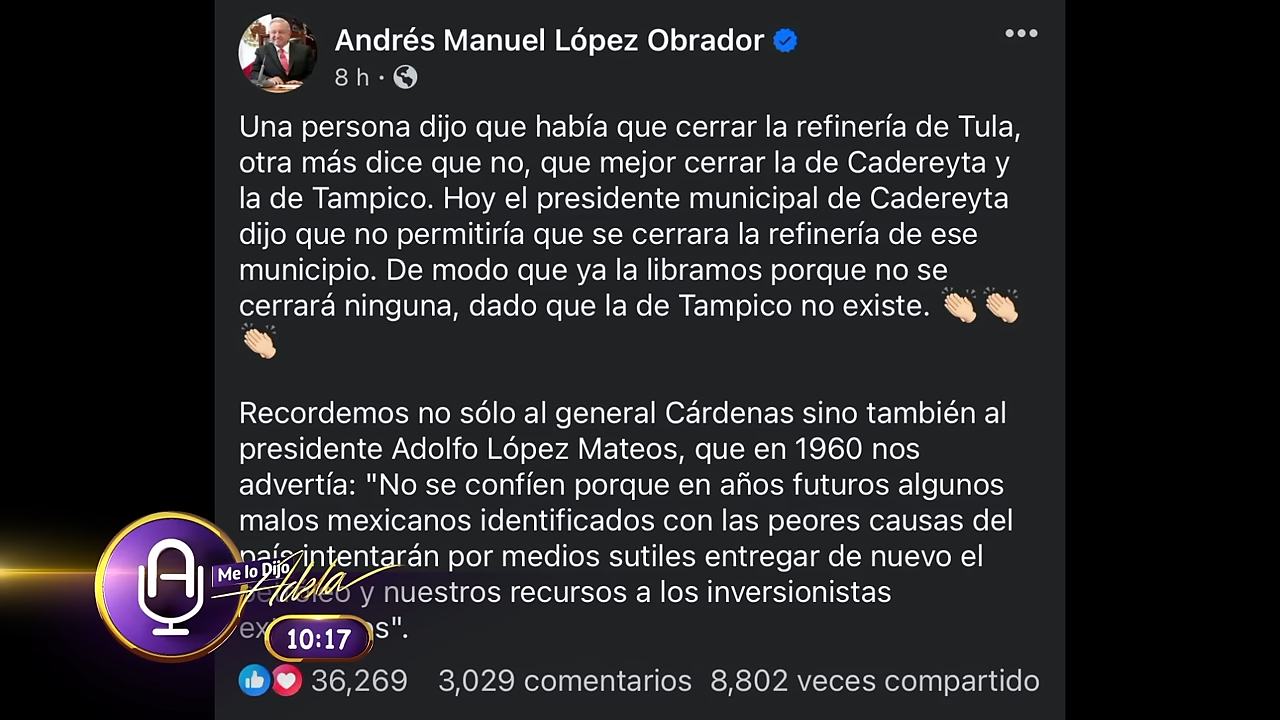 Andrés Manuel López Obrador
8 h ·
Una persona dijo que había que cerrar la refinería de Tula,
otra más dice que no, que mejor cerrar la de Cadereyta y
la de Tampico. Hoy el presidente municipal de Cadereyta
dijo que no permitiría que se cerrara la refinería de ese
municipio. De modo que ya la libramos porque no se
cerrará ninguna, dado que la de Tampico no existe. 👏🏻👏🏻
👏🏻
Recordemos no sólo al general Cárdenas sino también al
presidente Adolfo López Mateos, que en 1960 nos
advertía: "No se confíen porque en años futuros algunos
malos mexicanos identificados con las peores causas del
país intentarán por medios sutiles entregar de nuevo el
y nuestros recursos a los inversionistas
".
Me lo Dijo Adela
10:17
36,269 3,029 comentarios 8,802 veces compartido